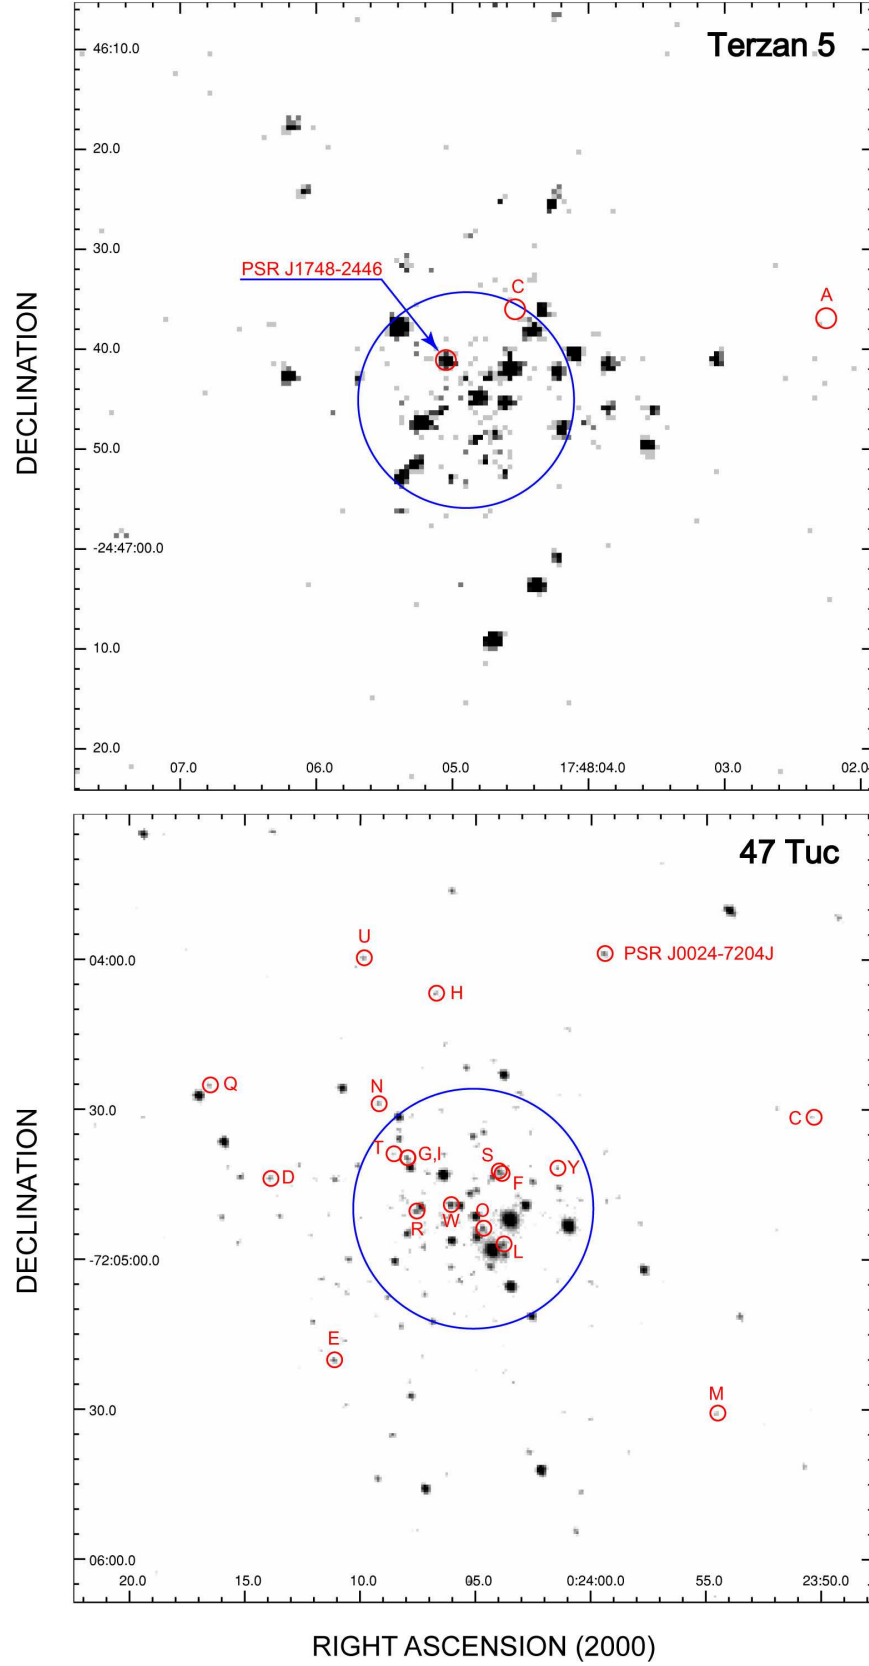 Terzan 5
46:10.0
20.0
30.0
PSR J1748-2446
C
A
40.0
50.0
-24:47:00.0
10.0
20.0
07.0 06.0 05.0 17:48:04.0 03.0 02.0
DECLINATION
47 Tuc
U
04:00.0
PSR J0024-7204J
H
Q
N
30.0
C
T
G,I
S
Y
D
F
W
O
R
L
-72:05:00.0
E
M
30.0
06:00.0
20.0 15.0 10.0 05.0 0:24:00.0 55.0 23:50.0
DECLINATION
RIGHT ASCENSION (2000)